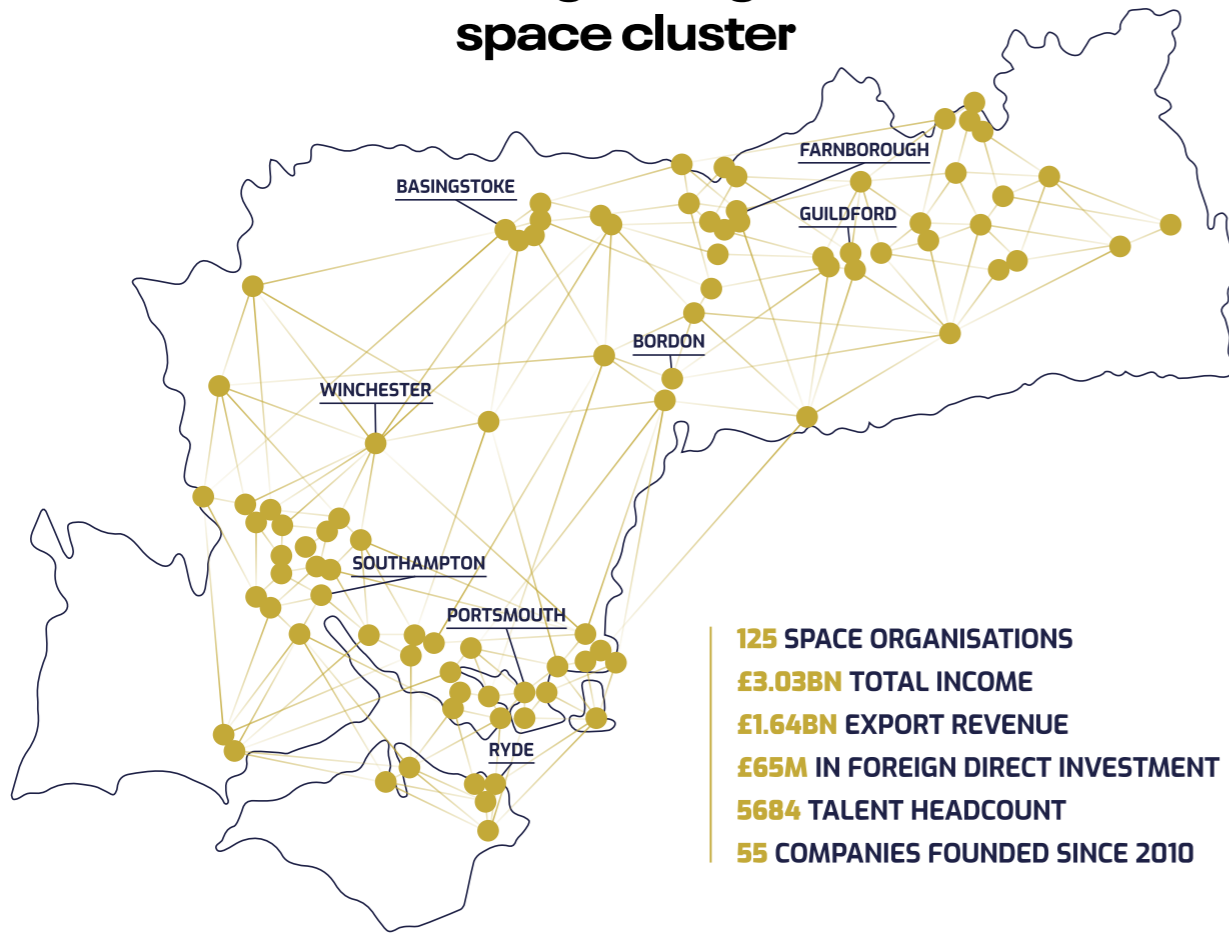 space cluster
FARNBOROUGH
BASINGSTOKE
GUILDFORD
BORDON
WINCHESTER
SOUTHAMPTON
PORTSMOUTH
RYDE
125 SPACE ORGANISATIONS
£3.03BN TOTAL INCOME
£1.64BN EXPORT REVENUE
£65M IN FOREIGN DIRECT INVESTMENT
5684 TALENT HEADCOUNT
55 COMPANIES FOUNDED SINCE 2010